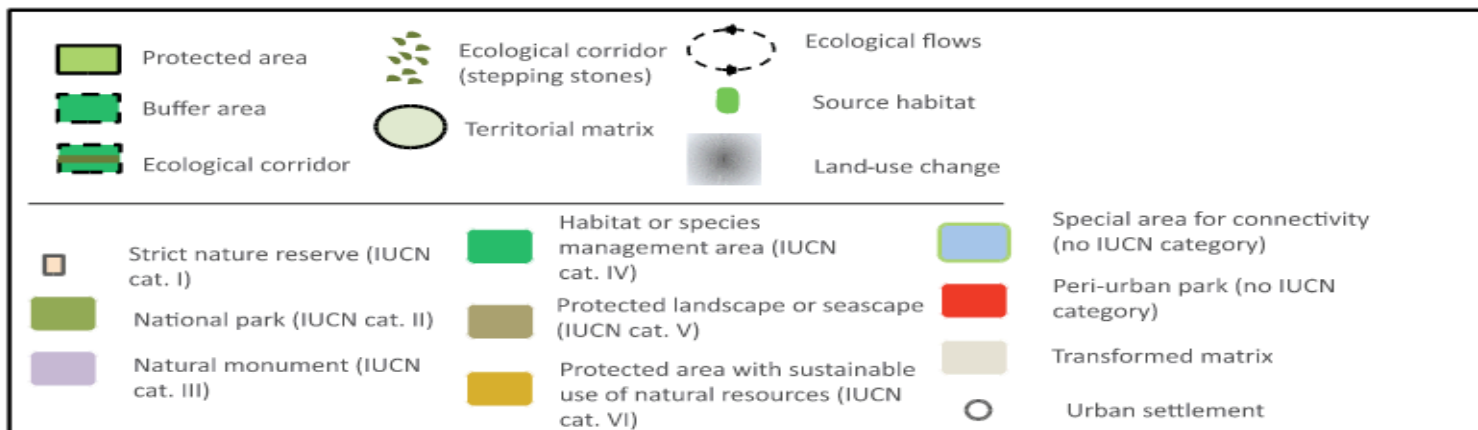 Protected area
Buffer area
Ecological corridor
Ecological corridor
(stepping stones)
Territorial matrix
Ecological flows
Source habitat
Land-use change
Strict nature reserve (IUCN
cat. I)
National park (IUCN cat. II)
Natural monument (IUCN
cat. III)
Habitat or species
management area (IUCN
cat. IV)
Protected landscape or seascape
(IUCN cat. V)
Protected area with sustainable
use of natural resources (IUCN
cat. VI)
Special area for connectivity
(no IUCN category)
Peri-urban park (no IUCN
category)
Transformed matrix
Urban settlement